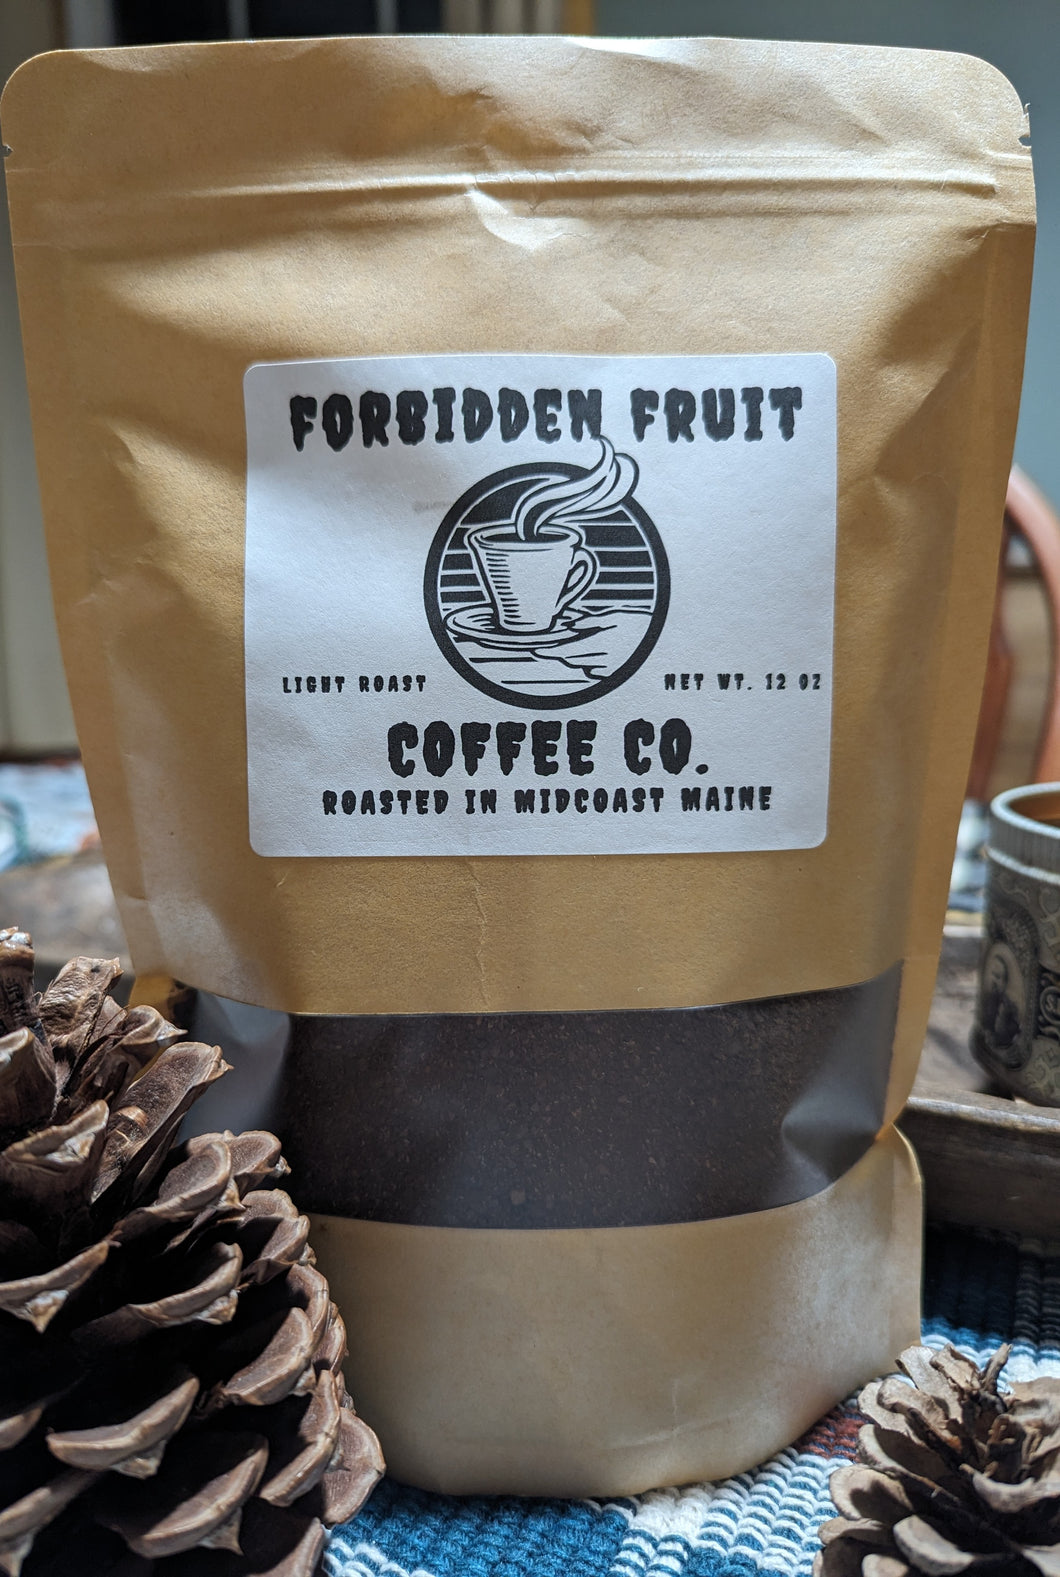 FORBIDDEN FRUIT
LIGHT ROAST
NET WT. 12 OZ
COFFEE CO.
ROASTED IN MIDCOAST MAINE